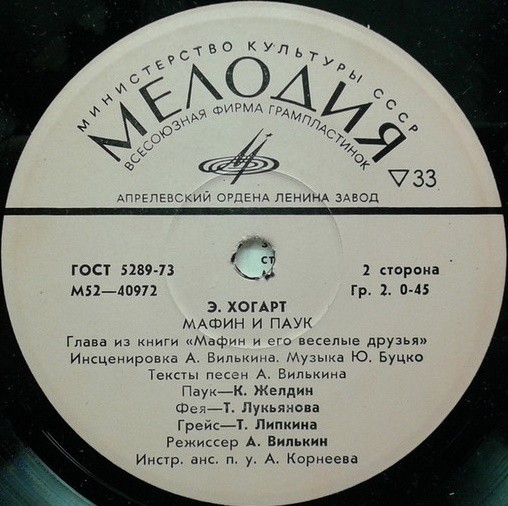 МИНИСТЕРСТВО КУЛЬТУРЫ СССР
МЕЛОДИЯ
ВСЕСОЮЗНАЯ ФИРМА ГРАМПЛАСТИНОК
▽33
АПРЕЛЕВСКИЙ ОРДЕНА ЛЕНИНА ЗАВОД
ГОСТ 5289-73
М52—40972
2 сторона
Гр. 2. 0-45
Э. ХОГАРТ
МАФИН И ПАУК
Глава из книги «Мафин и его веселые друзья»
Инсценировка А. Вилькина. Музыка Ю. Буцко
Тексты песен А. Вилькина
Паук—К. Желдин
Фея—Т. Лукьянова
Грейс—Т. Липкина
Режиссер А. Вилькин
Инстр. анс. п. у. А. Корнеева